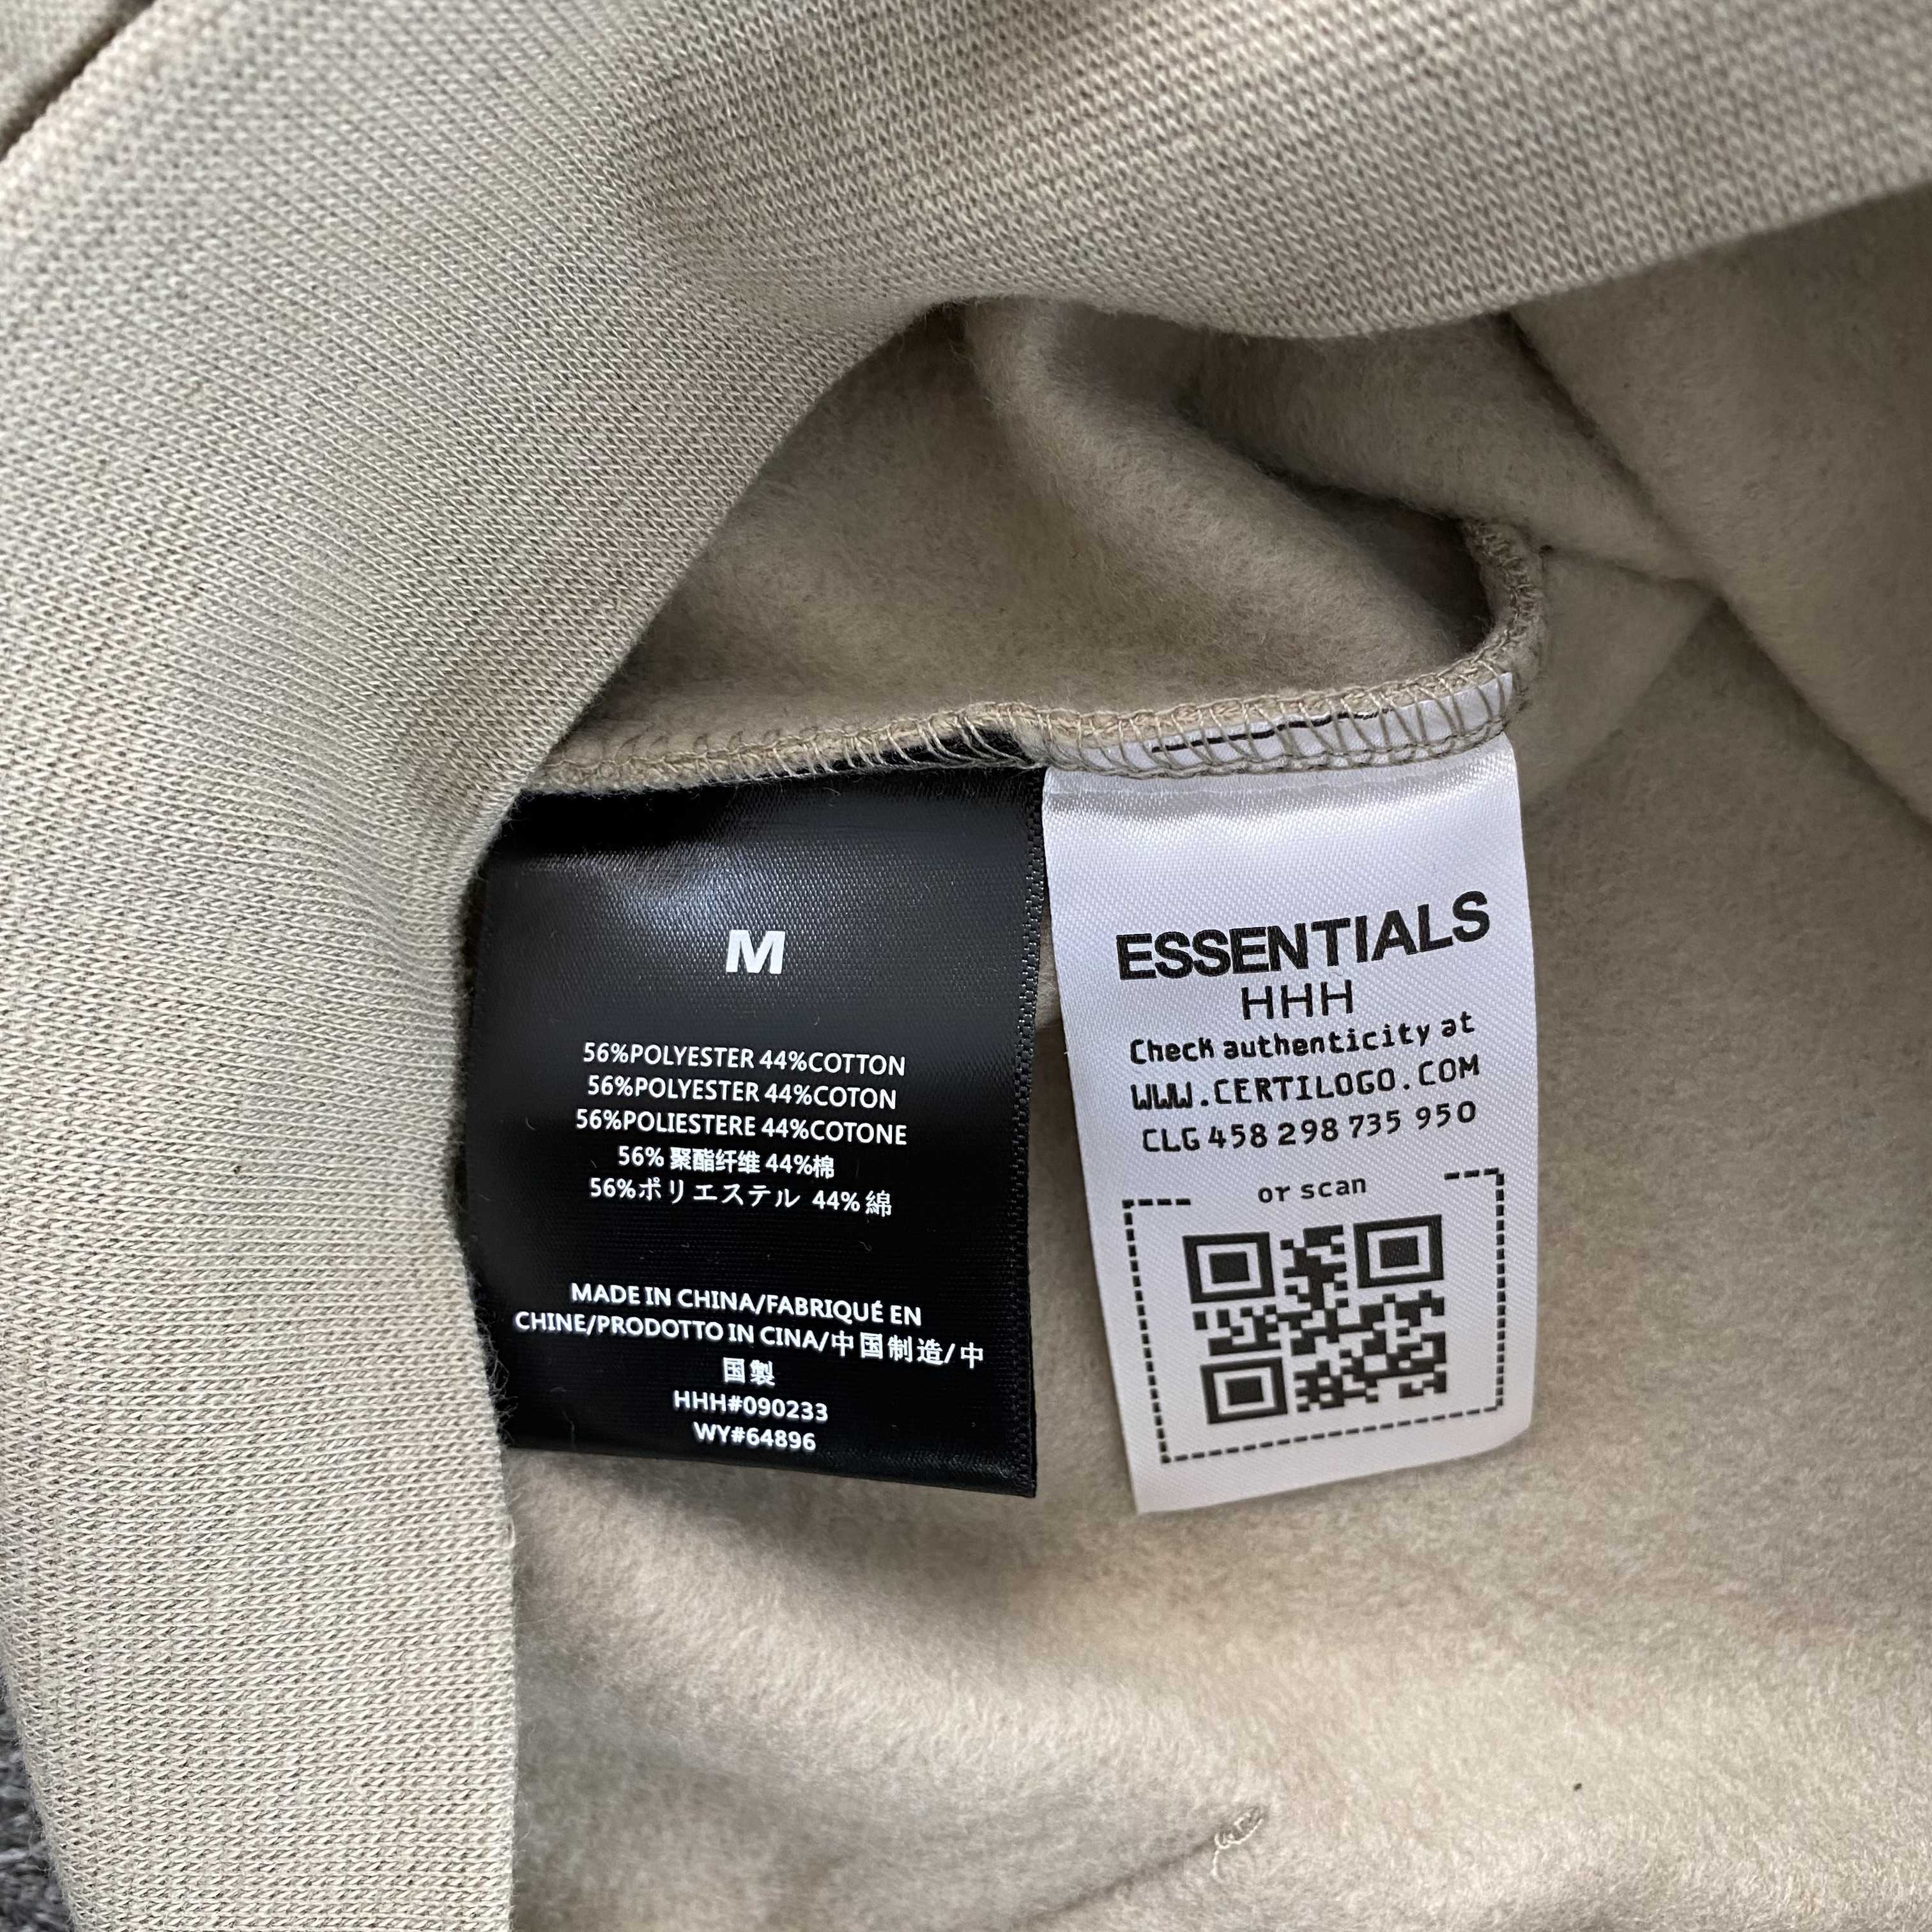 M
56%POLYESTER 44%COTTON
56%POLYESTER 44%COTON
56%POLIESTERE 44%COTONE
56% 聚酯纤维 44%棉
56%ポリエステル 44% 綿
MADE IN CHINA/FABRIQUÉ EN
CHINE/PRODOTTO IN CINA/中国制造/中
国製
HHH#090233
WY#64896
ESSENTIALS
HHH
Check authenticity at
WWW.CERTILOGO.COM
CLG 458 298 735 950
or scan